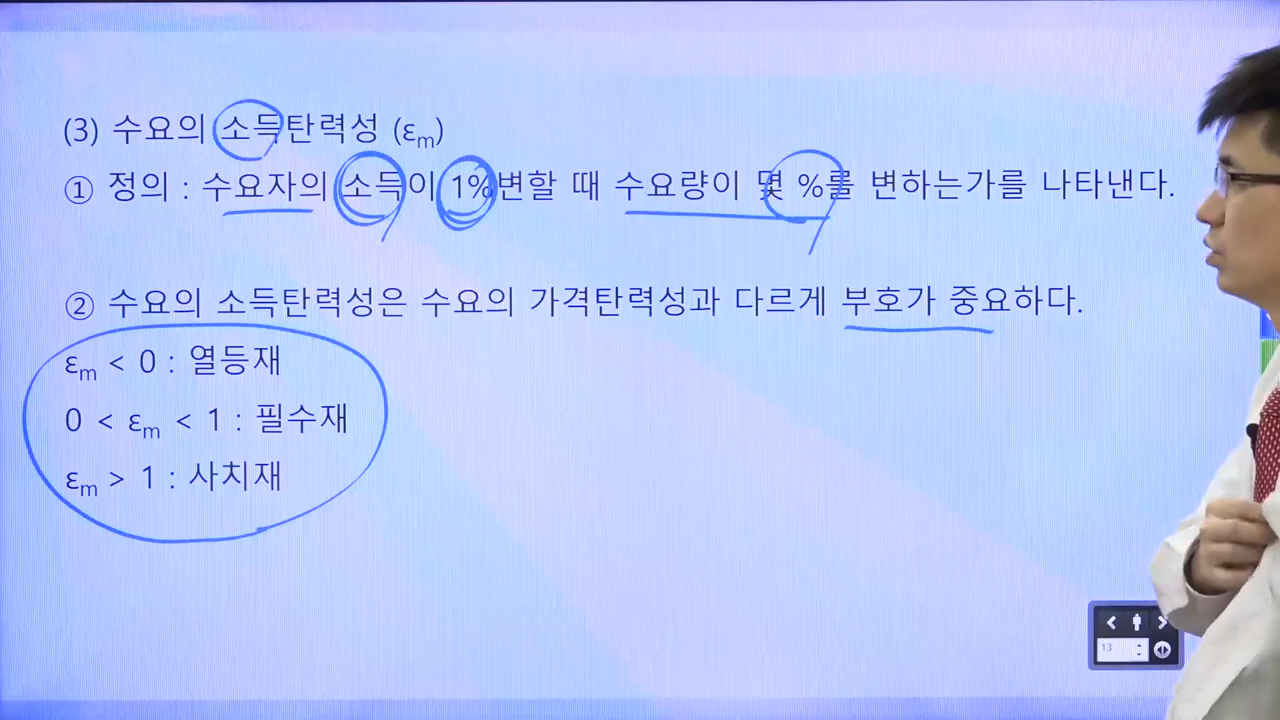 (3) 수요의 소득탄력성 (εm)
① 정의 : 수요자의 소득이 1%변할 때 수요량이 몇 %를 변하는가를 나타낸다.
② 수요의 소득탄력성은 수요의 가격탄력성과 다르게 부호가 중요하다.
εm < 0 : 열등재
0 < εm < 1 : 필수재
εm > 1 : 사치재
13